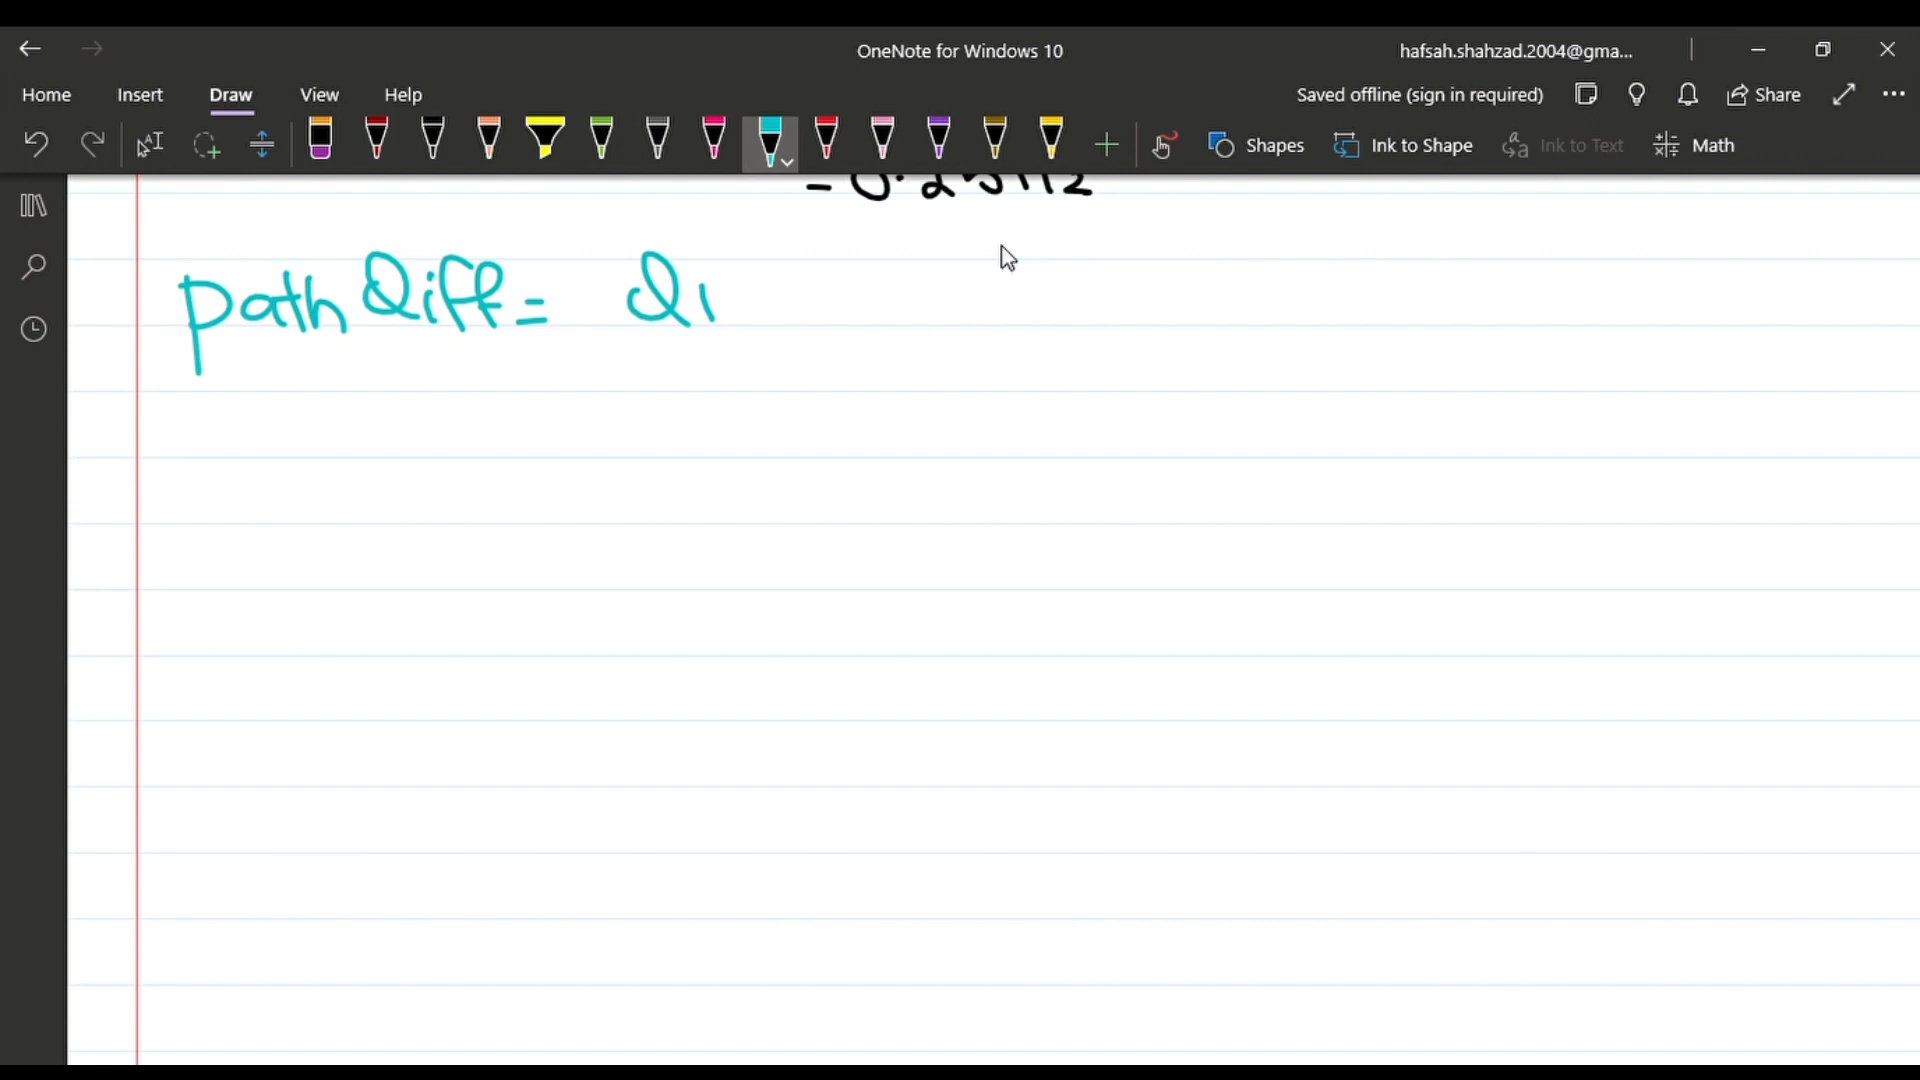 OneNote for Windows 10
hafsah.shahzad.2004@gma...
Home Insert Draw View Help
Saved offline (sign in required) Share
Shapes Ink to Shape Ink to Text Math
path diff = d1